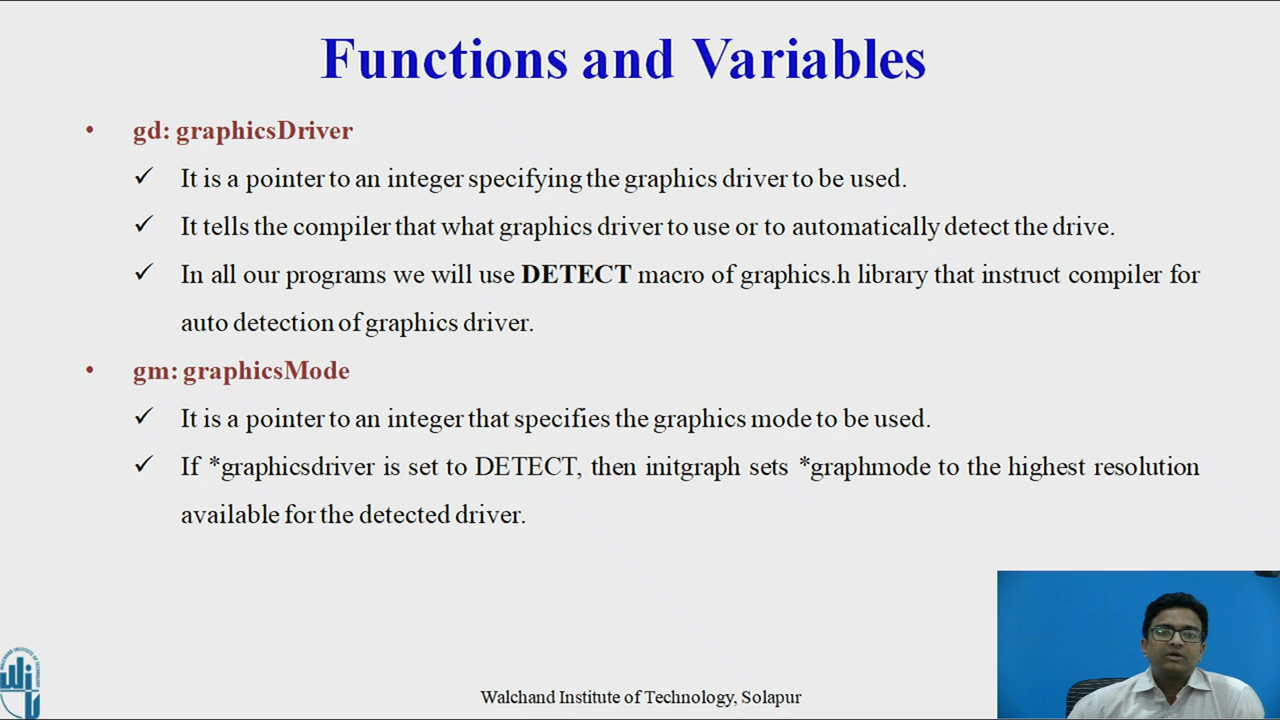 Functions and Variables
• gd: graphicsDriver
✓ It is a pointer to an integer specifying the graphics driver to be used.
✓ It tells the compiler that what graphics driver to use or to automatically detect the drive.
✓ In all our programs we will use DETECT macro of graphics.h library that instruct compiler for
auto detection of graphics driver.
• gm: graphicsMode
✓ It is a pointer to an integer that specifies the graphics mode to be used.
✓ If *graphicsdriver is set to DETECT, then initgraph sets *graphmode to the highest resolution
available for the detected driver.
WALCHAND INSTITUTE OF TECHNOLOGY
WIT
Walchand Institute of Technology, Solapur